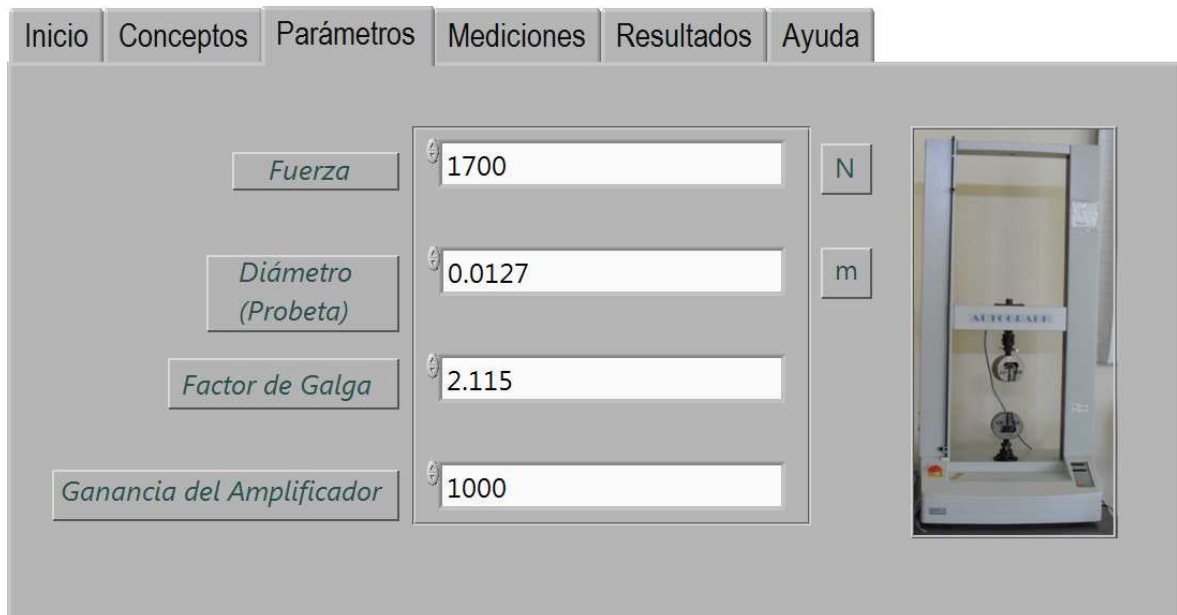 Inicio Conceptos Parámetros Mediciones Resultados Ayuda
Fuerza 1700 N
Diámetro
(Probeta)
0.0127 m
Factor de Galga 2.115
Ganancia del Amplificador 1000
AUTOGRAPH